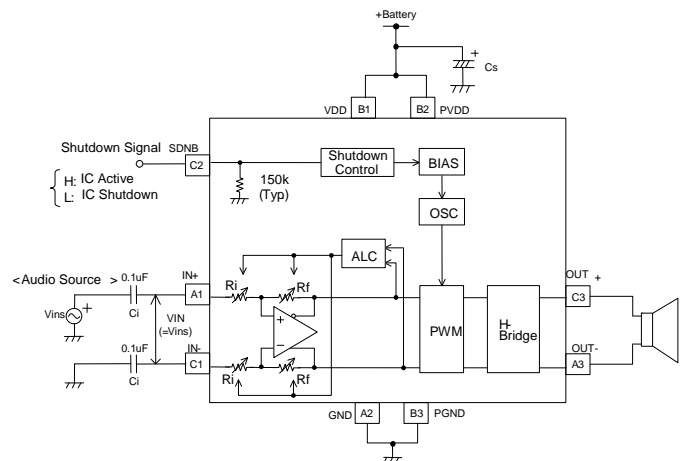 +Battery
+
Cs
VDD
B1
B2
PVDD
Shutdown Signal
SDNB
C2
H: IC Active
L: IC Shutdown
150k
(Typ)
Shutdown
Control
BIAS
OSC
ALC
<Audio Source >
0.1uF
IN+
A1
Ri
Rf
OUT +
C3
Vins
+
Ci
VIN
(=Vins)
+
−
PWM
H-
Bridge
0.1uF
IN-
C1
Ci
Ri
Rf
OUT-
A3
GND
A2
B3
PGND